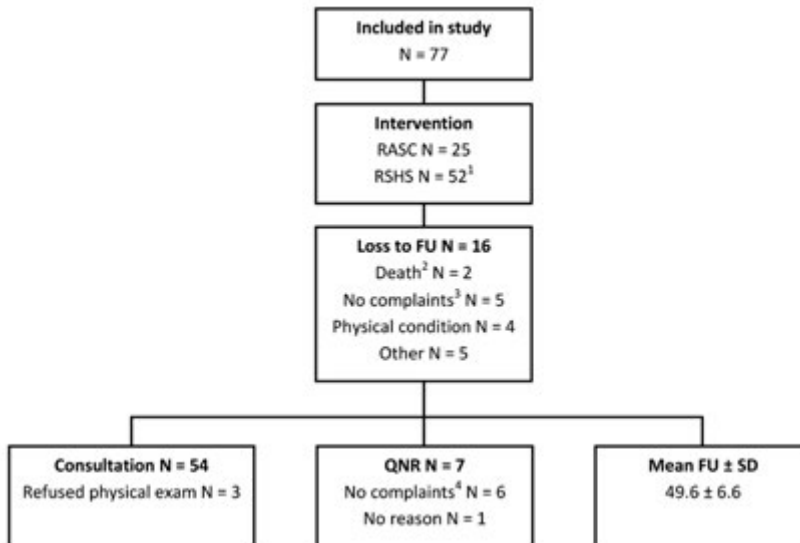 Included in study
N = 77
Intervention
RASC N = 25
RSHS N = 52¹
Loss to FU N = 16
Death² N = 2
No complaints³ N = 5
Physical condition N = 4
Other N = 5
Consultation N = 54
Refused physical exam N = 3
QNR N = 7
No complaints⁴ N = 6
No reason N = 1
Mean FU ± SD
49.6 ± 6.6